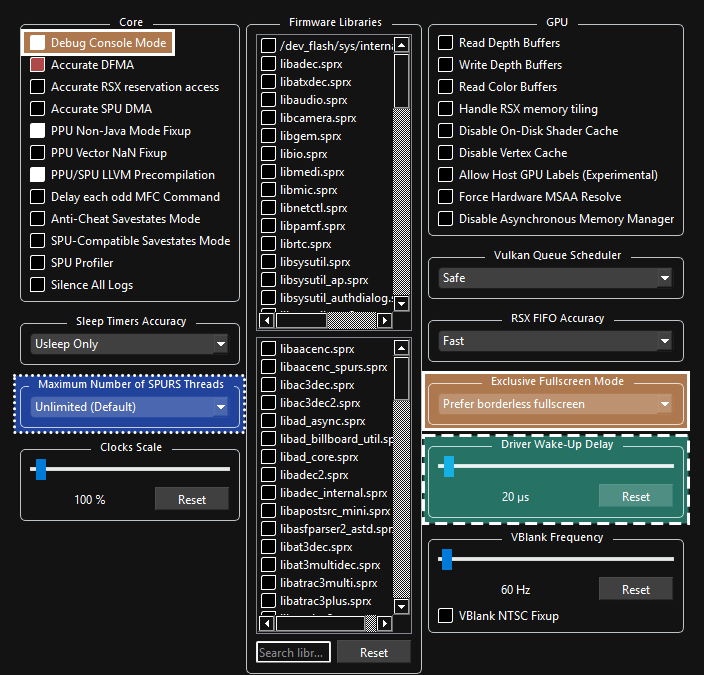 Core
Debug Console Mode
Accurate DFMA
Accurate RSX reservation access
Accurate SPU DMA
PPU Non-Java Mode Fixup
PPU Vector NaN Fixup
PPU/SPU LLVM Precompilation
Delay each odd MFC Command
Anti-Cheat Savestates Mode
SPU-Compatible Savestates Mode
SPU Profiler
Silence All Logs
Sleep Timers Accuracy
Usleep Only
Maximum Number of SPURS Threads
Unlimited (Default)
Clocks Scale
100 %
Reset
Firmware Libraries
/dev_flash/sys/interna
libadec.sprx
libatxdec.sprx
libaudio.sprx
libcamera.sprx
libgem.sprx
libio.sprx
libmedi.sprx
libmic.sprx
libnetctl.sprx
libpamf.sprx
librtc.sprx
libsysutil.sprx
libsysutil_ap.sprx
libsysutil_authdialog.s
libaacenc.sprx
libaacenc_spurs.sprx
libac3dec.sprx
libac3dec2.sprx
libad_async.sprx
libad_billboard_util.sp
libad_core.sprx
libadec2.sprx
libadec_internal.sprx
libapostsrc_mini.sprx
libasfparser2_astd.sprx
libat3dec.sprx
libat3multidec.sprx
libatrac3multi.sprx
libatrac3plus.sprx
Search libr...
Reset
GPU
Read Depth Buffers
Write Depth Buffers
Read Color Buffers
Handle RSX memory tiling
Disable On-Disk Shader Cache
Disable Vertex Cache
Allow Host GPU Labels (Experimental)
Force Hardware MSAA Resolve
Disable Asynchronous Memory Manager
Vulkan Queue Scheduler
Safe
RSX FIFO Accuracy
Fast
Exclusive Fullscreen Mode
Prefer borderless fullscreen
Driver Wake-Up Delay
20 µs
Reset
VBlank Frequency
60 Hz
Reset
VBlank NTSC Fixup